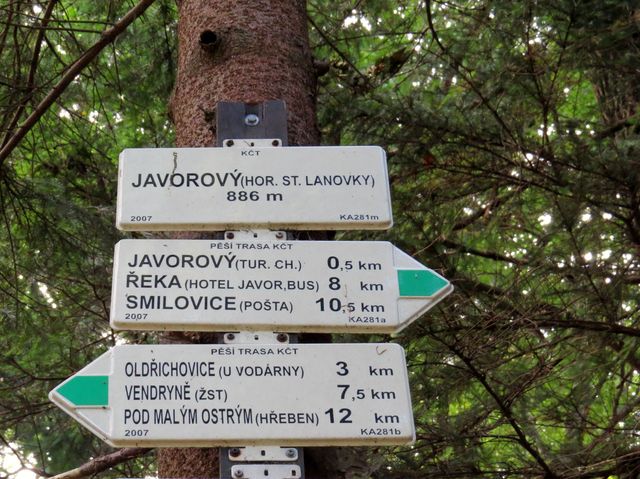 KČT
JAVOROVÝ(HOR. ST. LANOVKY)
886 m
2007 KA281m
PĚŠÍ TRASA KČT
JAVOROVÝ(TUR. CH.) 0,5 km
ŘEKA (HOTEL JAVOR,BUS) 8 km
SMILOVICE (POŠTA) 10,5 km
2007 KA281a
PĚŠÍ TRASA KČT
OLDŘICHOVICE (U VODÁRNY) 3 km
VENDRYNĚ (ŽST) 7,5 km
POD MALÝM OSTRÝM (HŘEBEN) 12 km
2007 KA281b